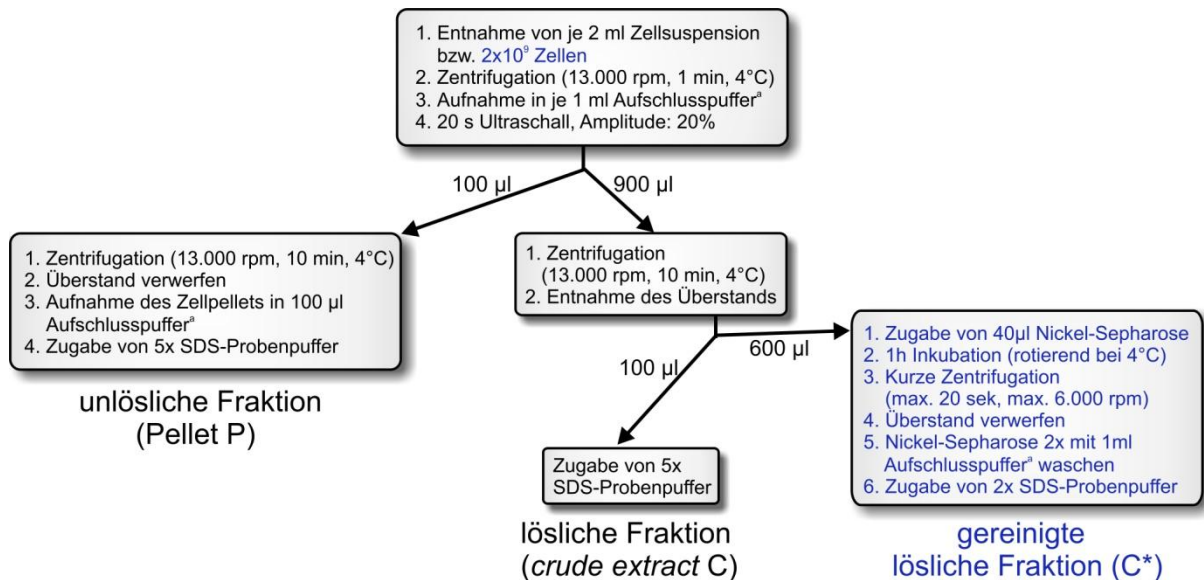 1. Entnahme von je 2 ml Zellsuspension
bzw. 2x10⁹ Zellen
2. Zentrifugation (13.000 rpm, 1 min, 4°C)
3. Aufnahme in je 1 ml Aufschlusspufferᵃ
4. 20 s Ultraschall, Amplitude: 20%
100 µl
900 µl
1. Zentrifugation (13.000 rpm, 10 min, 4°C)
2. Überstand verwerfen
3. Aufnahme des Zellpellets in 100 µl
Aufschlusspufferᵃ
4. Zugabe von 5x SDS-Probenpuffer
unlösliche Fraktion
(Pellet P)
1. Zentrifugation
(13.000 rpm, 10 min, 4°C)
2. Entnahme des Überstands
100 µl
600 µl
Zugabe von 5x
SDS-Probenpuffer
lösliche Fraktion
(crude extract C)
1. Zugabe von 40µl Nickel-Sepharose
2. 1h Inkubation (rotierend bei 4°C)
3. Kurze Zentrifugation
(max. 20 sek, max. 6.000 rpm)
4. Überstand verwerfen
5. Nickel-Sepharose 2x mit 1ml
Aufschlusspufferᵃ waschen
6. Zugabe von 2x SDS-Probenpuffer
gereinigte
lösliche Fraktion (C*)